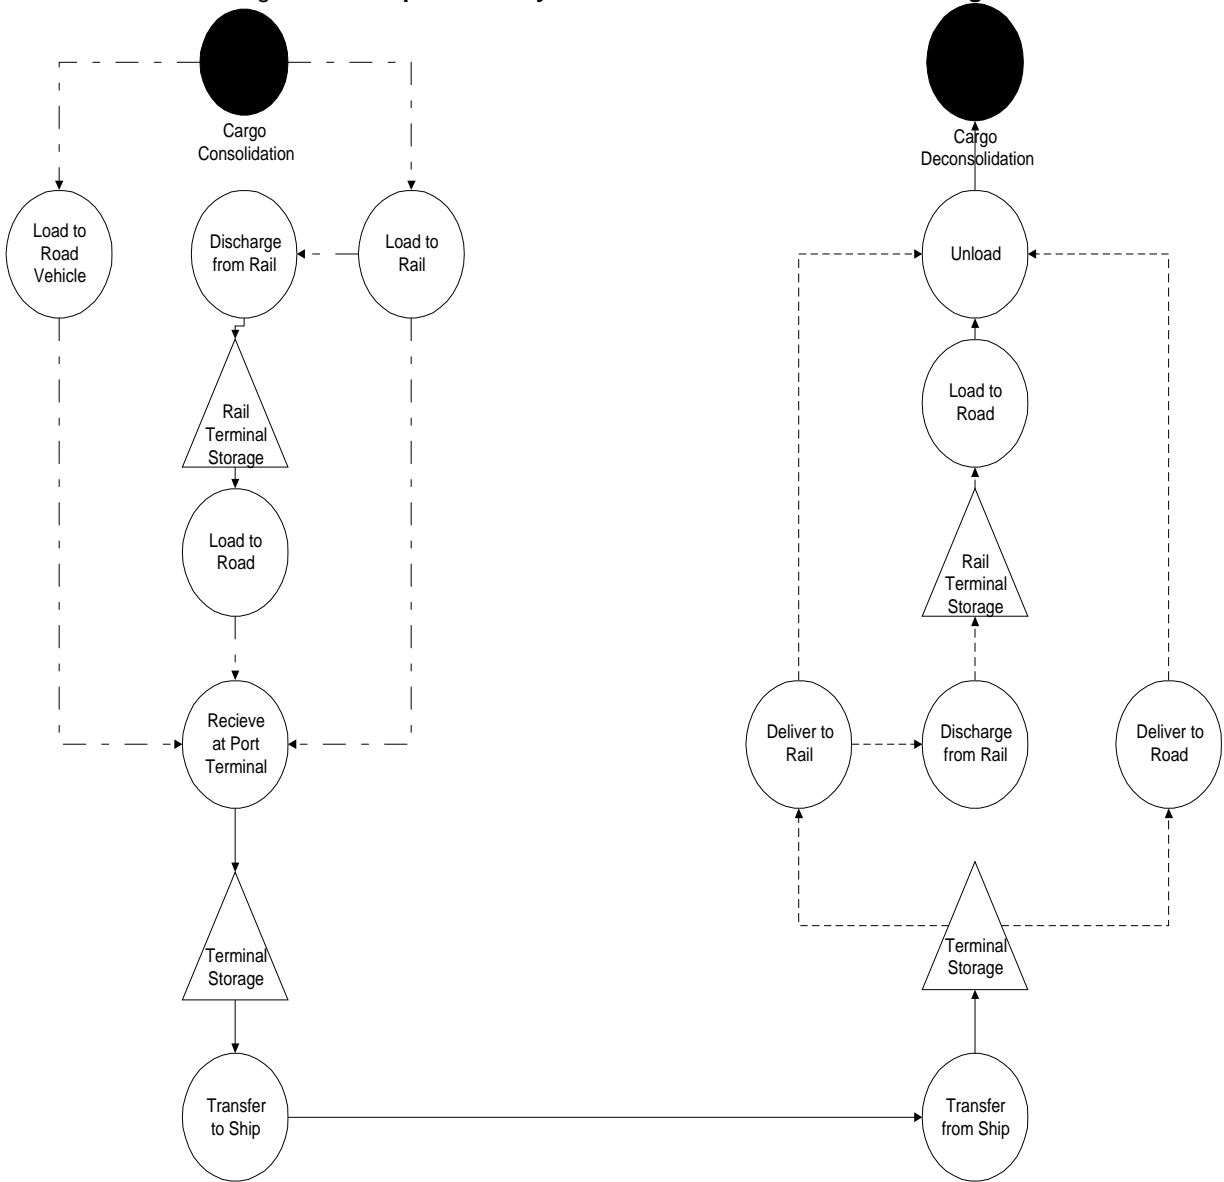 Cargo
Consolidation
Load to
Road
Vehicle
Discharge
from Rail
Load to
Rail
Rail
Terminal
Storage
Load to
Road
Recieve
at Port
Terminal
Terminal
Storage
Transfer
to Ship
Cargo
Deconsolidation
Unload
Load to
Road
Rail
Terminal
Storage
Deliver to
Rail
Discharge
from Rail
Deliver to
Road
Terminal
Storage
Transfer
from Ship